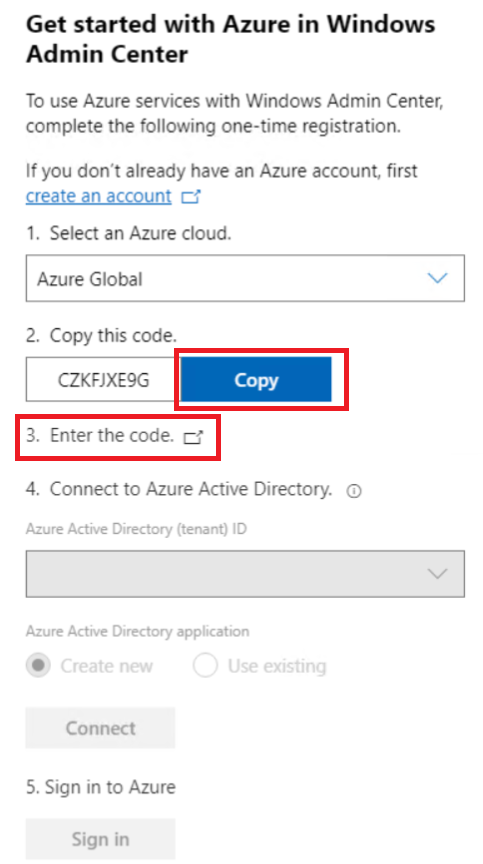 Get started with Azure in Windows
Admin Center
To use Azure services with Windows Admin Center,
complete the following one-time registration.
If you don't already have an Azure account, first
create an account
1. Select an Azure cloud.
Azure Global
2. Copy this code.
CZKFJXE9G Copy
3. Enter the code.
4. Connect to Azure Active Directory.
Azure Active Directory (tenant) ID
Azure Active Directory application
Create new Use existing
Connect
5. Sign in to Azure
Sign in